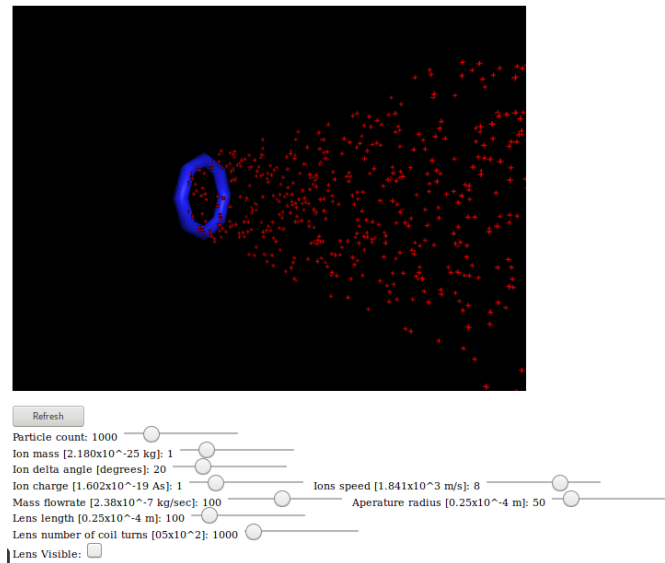 Refresh
Particle count: 1000
Ion mass [2.180x10^-25 kg]: 1
Ion delta angle [degrees]: 20
Ion charge [1.602x10^-19 As]: 1 Ions speed [1.841x10^3 m/s]: 8
Mass flowrate [2.38x10^-7 kg/sec]: 100 Aperature radius [0.25x10^-4 m]: 50
Lens length [0.25x10^-4 m]: 100
Lens number of coil turns [05x10^2]: 1000
Lens Visible: